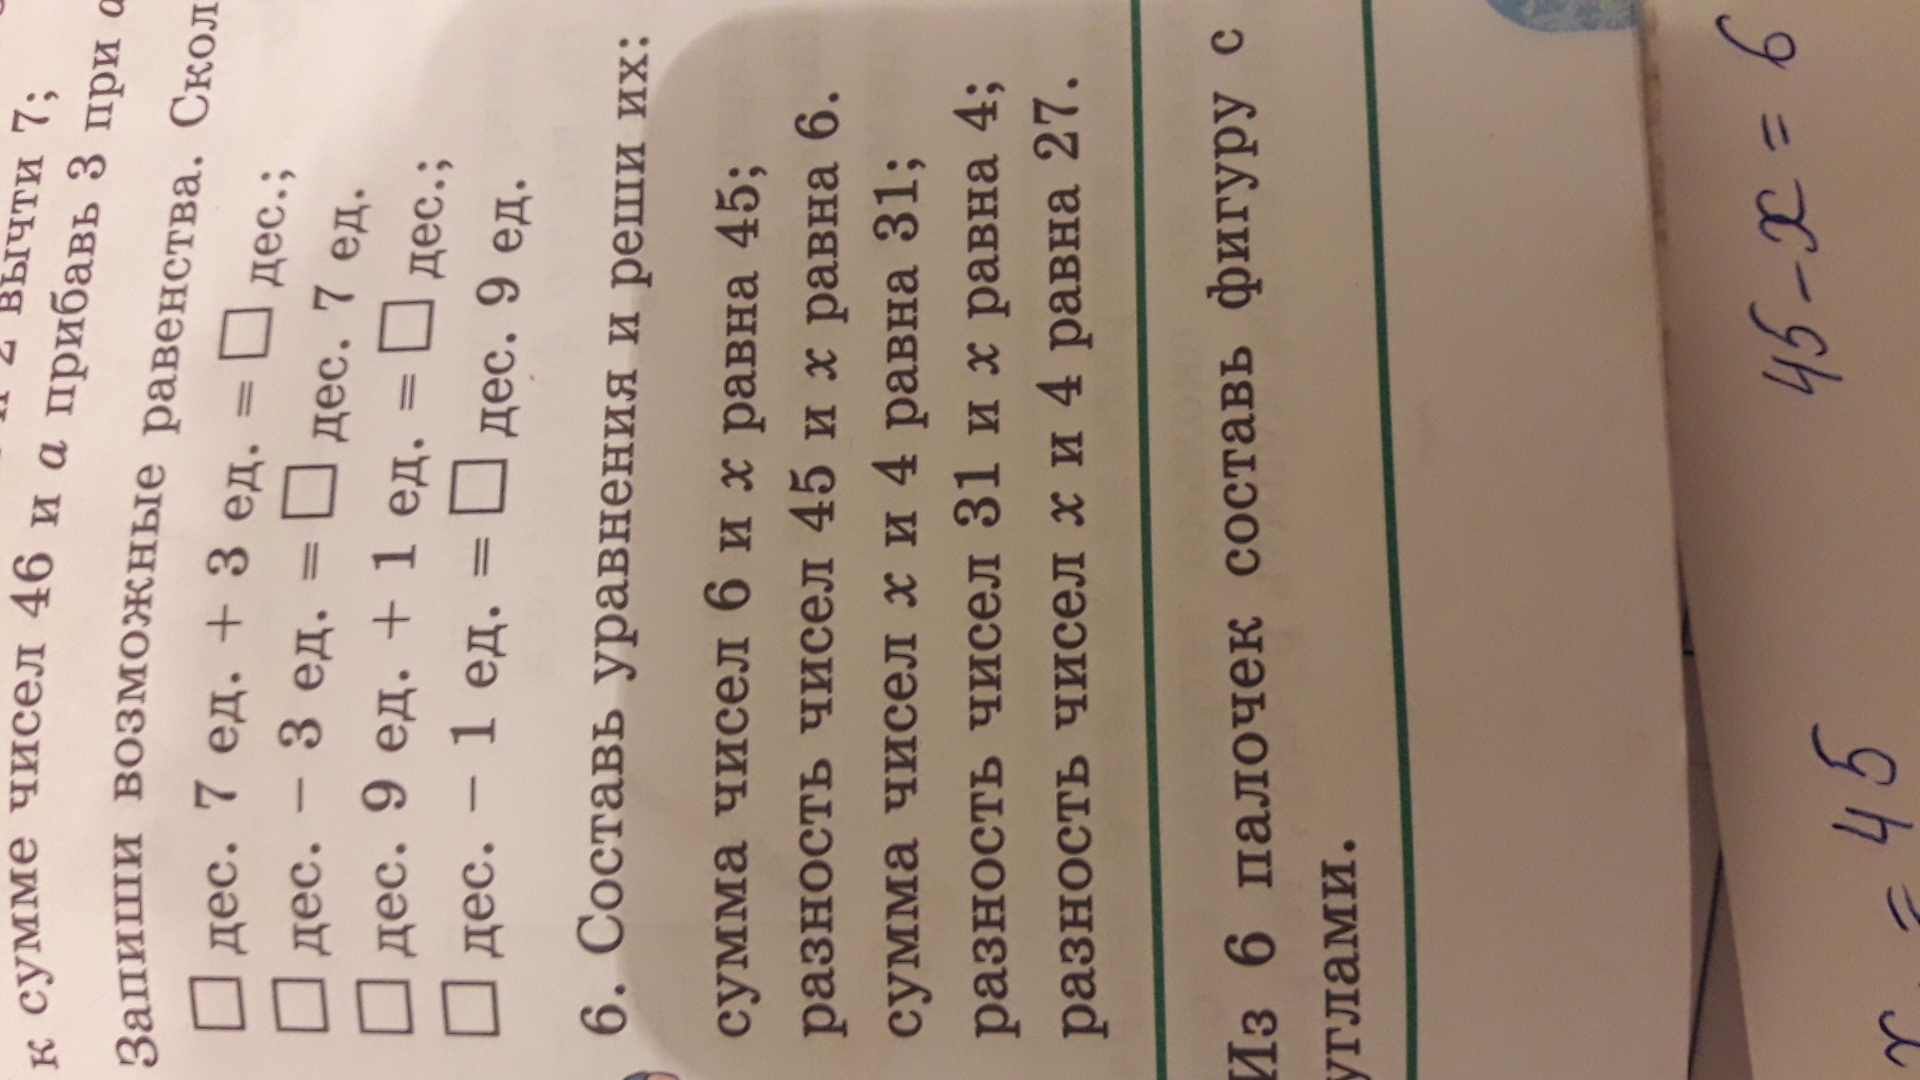 вычти 7;
к сумме чисел 46 и а прибавь 3 при а
Запиши возможные равенства.
□ дес. 7 ед. + 3 ед. = □ дес.;
□ дес. − 3 ед. = □ дес. 7 ед.
□ дес. 9 ед. + 1 ед. = □ дес.;
□ дес. − 1 ед. = □ дес. 9 ед.
6. Составь уравнения и реши их:
сумма чисел 6 и x равна 45;
разность чисел 45 и x равна 6.
сумма чисел x и 4 равна 31;
разность чисел 31 и x равна 4;
разность чисел x и 4 равна 27.
Из 6 палочек составь фигуру с
углами.
45-x=6
= 45